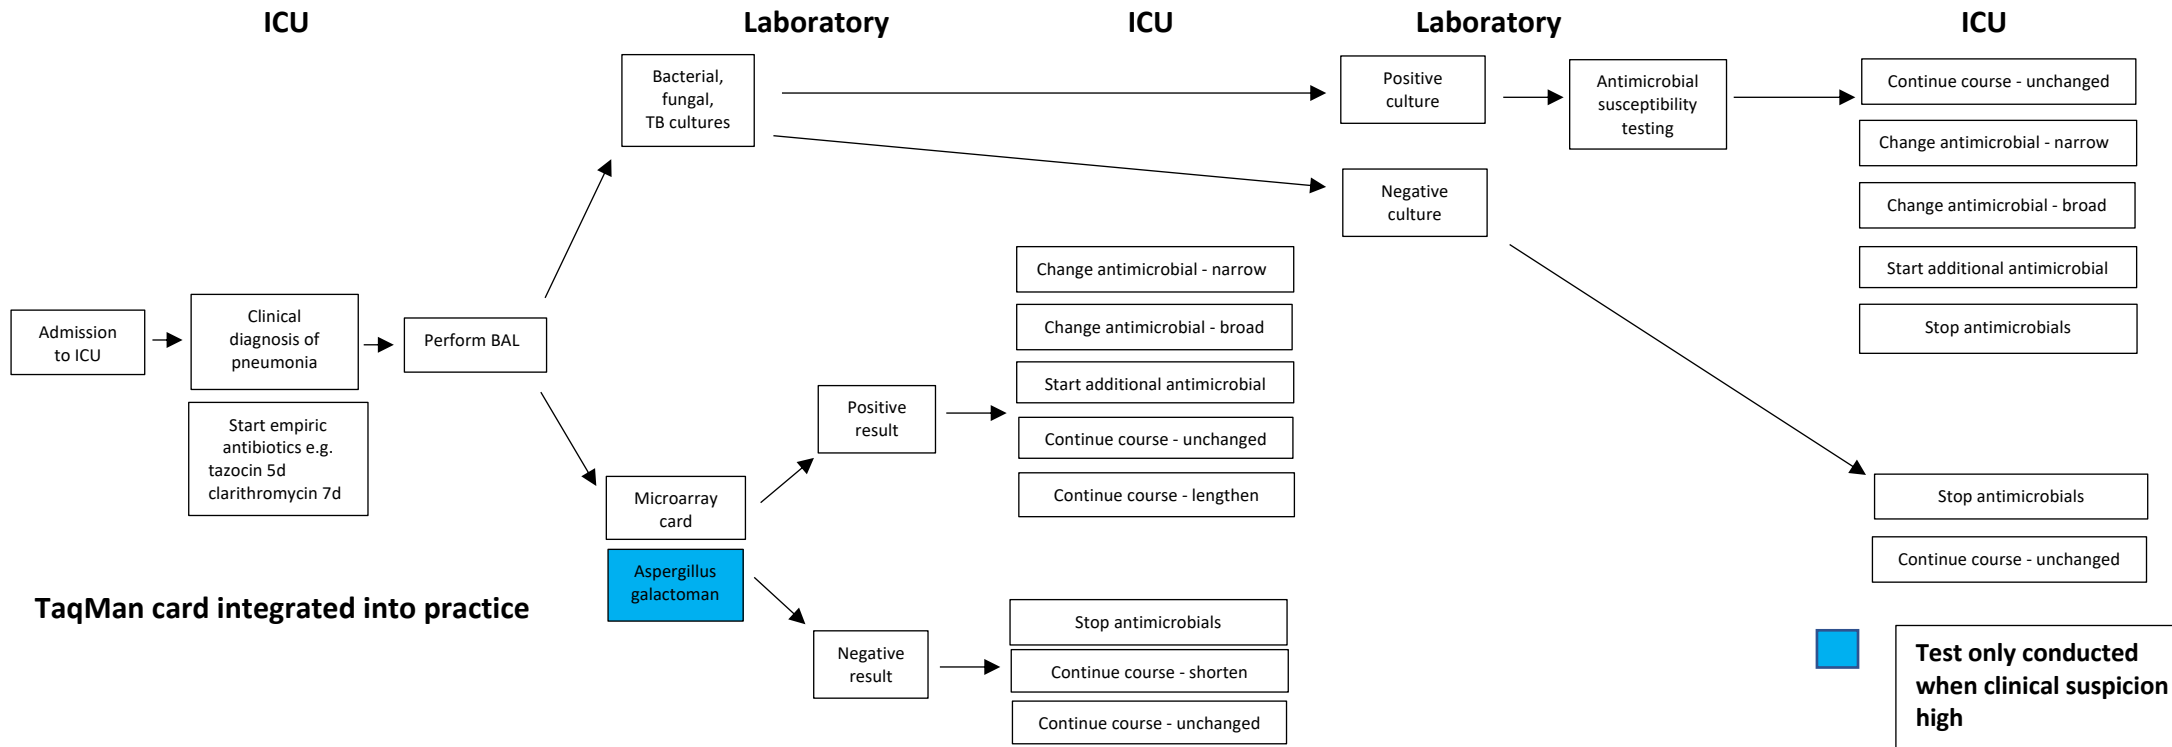 ICU
Laboratory
ICU
Laboratory
ICU
Admission
to ICU
Clinical
diagnosis of
pneumonia
Start empiric
antibiotics e.g.
tazocin 5d
clarithromycin 7d
Perform BAL
Bacterial,
fungal,
TB cultures
Microarray
card
Aspergillus
galactoman
Positive
result
Negative
result
Change antimicrobial - narrow
Change antimicrobial - broad
Start additional antimicrobial
Continue course - unchanged
Continue course - lengthen
Stop antimicrobials
Continue course - shorten
Continue course - unchanged
Positive
culture
Negative
culture
Antimicrobial
susceptibility
testing
Continue course - unchanged
Change antimicrobial - narrow
Change antimicrobial - broad
Start additional antimicrobial
Stop antimicrobials
Stop antimicrobials
Continue course - unchanged
TaqMan card integrated into practice
Test only conducted
when clinical suspicion
high